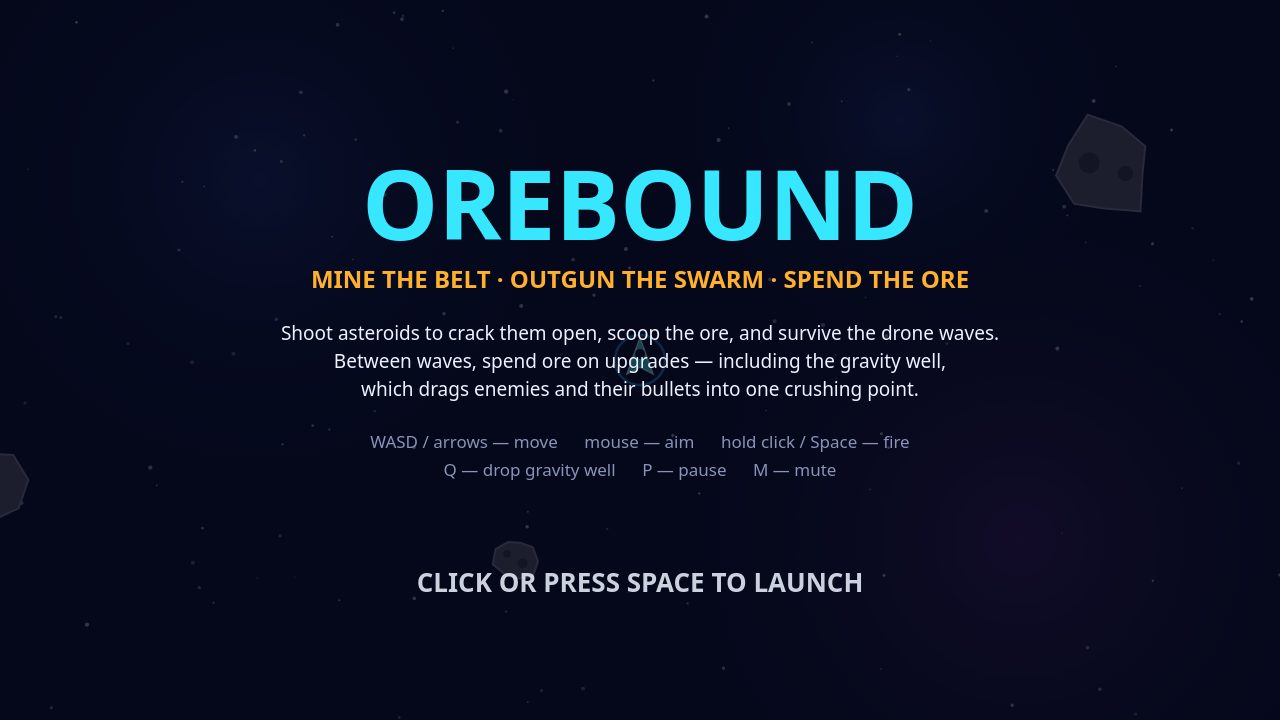 OREBOUND
MINE THE BELT · OUTGUN THE SWARM · SPEND THE ORE
Shoot asteroids to crack them open, scoop the ore, and survive the drone waves.
Between waves, spend ore on upgrades — including the gravity well,
which drags enemies and their bullets into one crushing point.
WASD / arrows — move mouse — aim hold click / Space — fire
Q — drop gravity well P — pause M — mute
CLICK OR PRESS SPACE TO LAUNCH